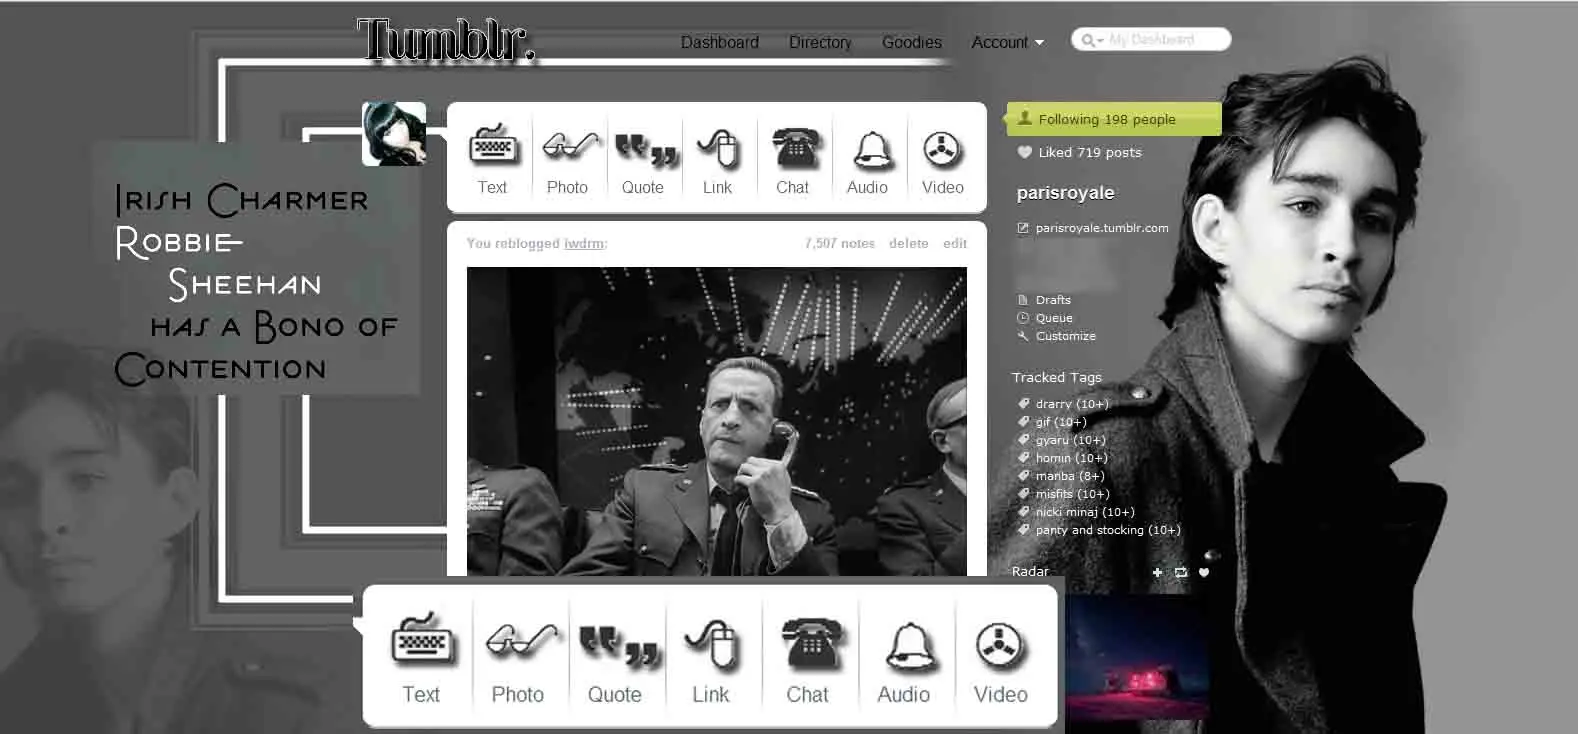 Tumblr.
Dashboard Directory Goodies Account My Dashboard
Text Photo Quote Link Chat Audio Video
Following 198 people
Liked 719 posts
parisroyale
parisroyale.tumblr.com
Irish Charmer
Robbie
Sheehan
has a Bono of
Contention
You reblogged iwdrm: 7,507 notes delete edit
Drafts
Queue
Customize
Tracked Tags
drarry (10+)
gif (10+)
gyaru (10+)
homin (10+)
manba (8+)
misfits (10+)
nicki minaj (10+)
panty and stocking (10+)
Radar
Text Photo Quote Link Chat Audio Video